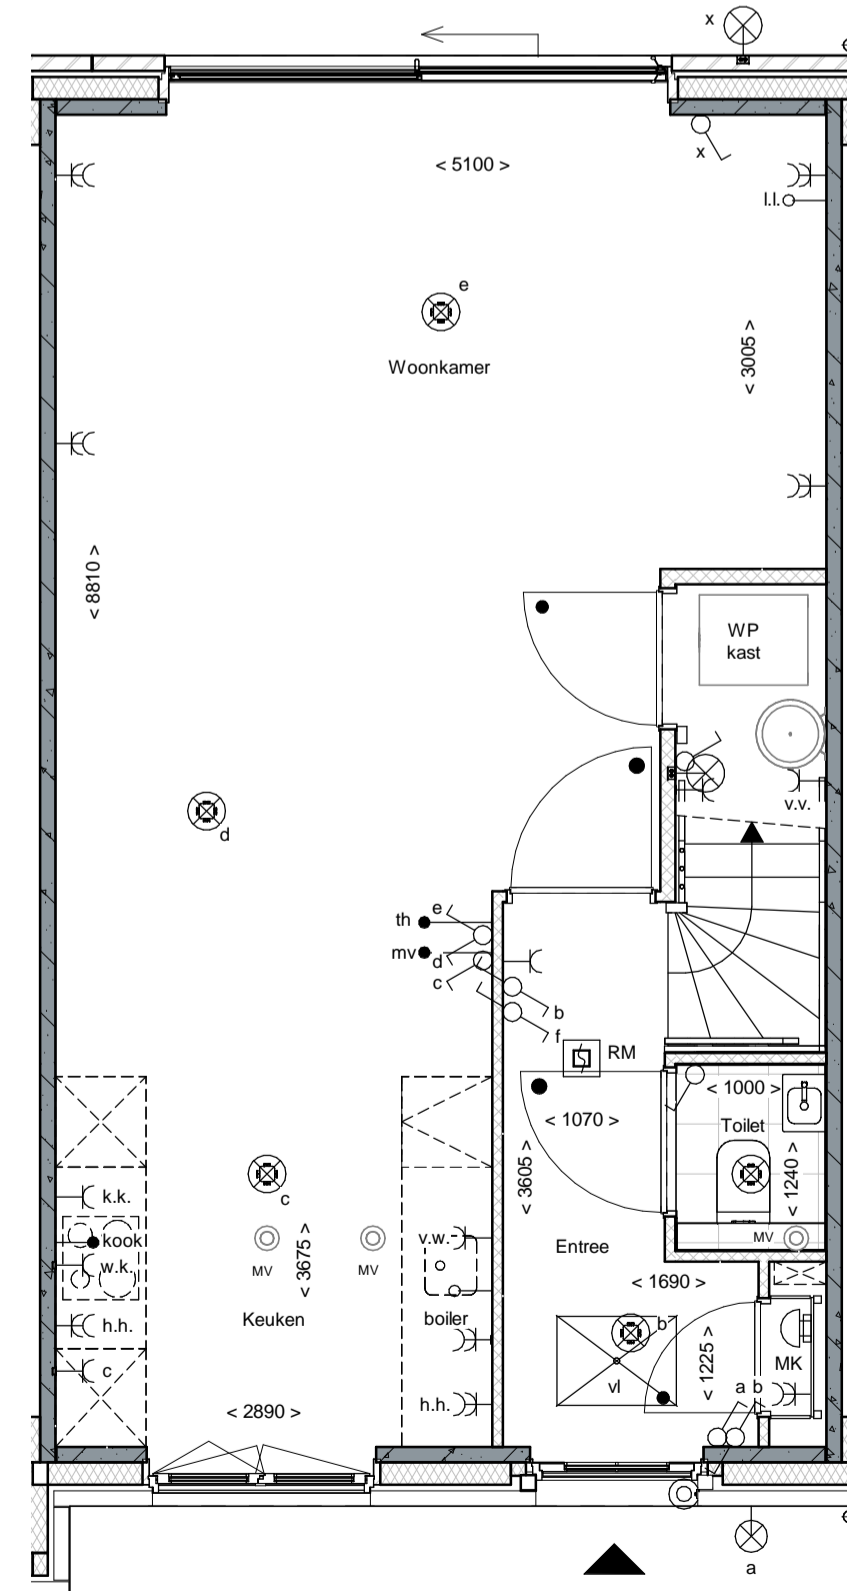 x
x
< 5100 >
l.l.
e
Woonkamer
< 3005 >
< 8810 >
WP
kast
v.v.
d
th
e
mv
d
c
b
f
RM
< 1070 >
< 1000 >
Toilet
< 3605 >
< 1240 >
c
k.k.
kook
w.k.
v.w.
MV
MV
MV
< 3675 >
Entree
< 1690 >
h.h.
Keuken
boiler
b
< 1225 >
MK
c
vl
a b
h.h.
< 2890 >
a